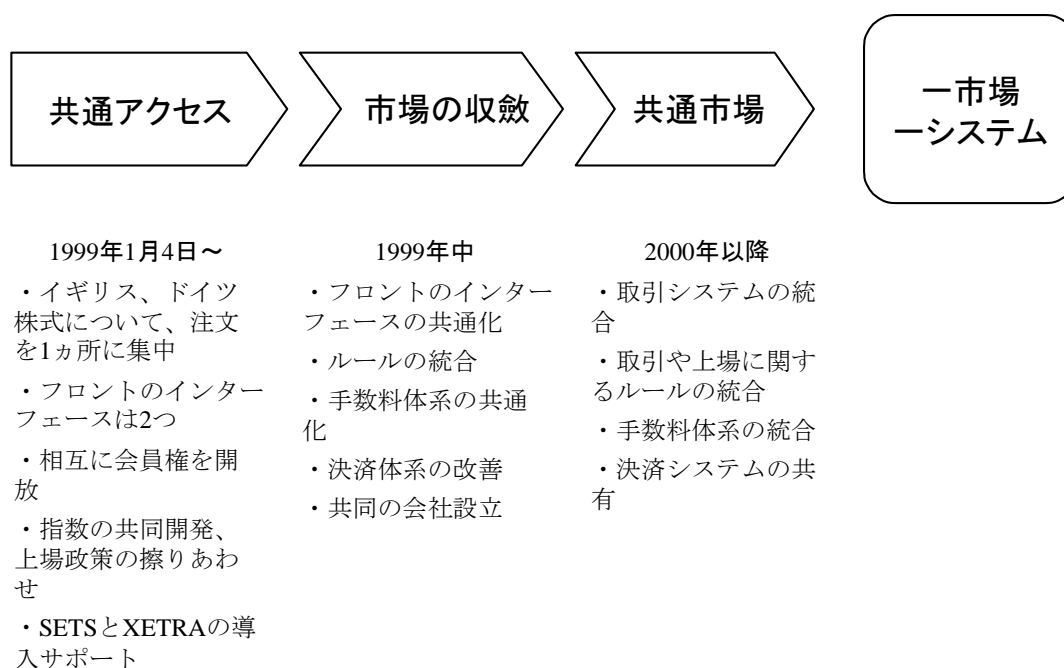 共通アクセス
市場の収斂
共通市場
一市場
一システム
1999年1月4日～
・イギリス、ドイツ
株式について、注文
を1ヵ所に集中
・フロントのインター
フェースは2つ
・相互に会員権を開
放
・指数の共同開発、
上場政策の擦りあわ
せ
・SETSとXETRAの導
入サポート
1999年中
・フロントのインター
フェースの共通化
・ルールの統合
・手数料体系の共通
化
・決済体系の改善
・共同の会社設立
2000年以降
・取引システムの統
合
・取引や上場に関す
るルールの統合
・手数料体系の統合
・決済システムの共
有